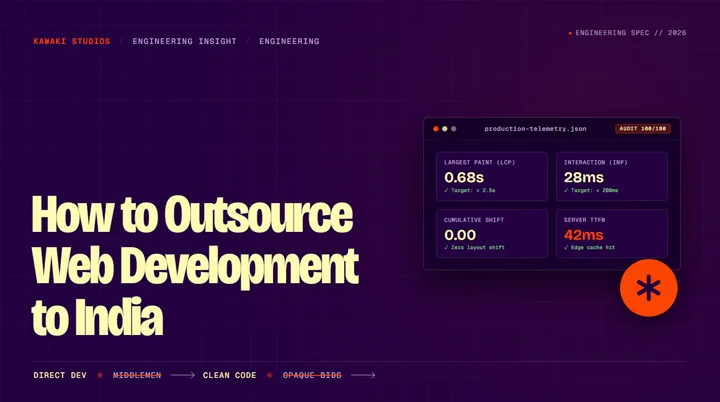 KAWAKI STUDIOS / ENGINEERING INSIGHT / ENGINEERING
ENGINEERING SPEC // 2026
production-telemetry.json
AUDIT 100/100
LARGEST PAINT (LCP)
0.68s
✓ Target: < 2.5s
INTERACTION (INP)
28ms
✓ Target: < 200ms
CUMULATIVE SHIFT
0.00
✓ Zero layout shift
SERVER TTFB
42ms
✓ Edge cache hit
How to Outsource
Web Development
to India
DIRECT DEV MIDDLEMEN CLEAN CODE OPAQUE BIDS